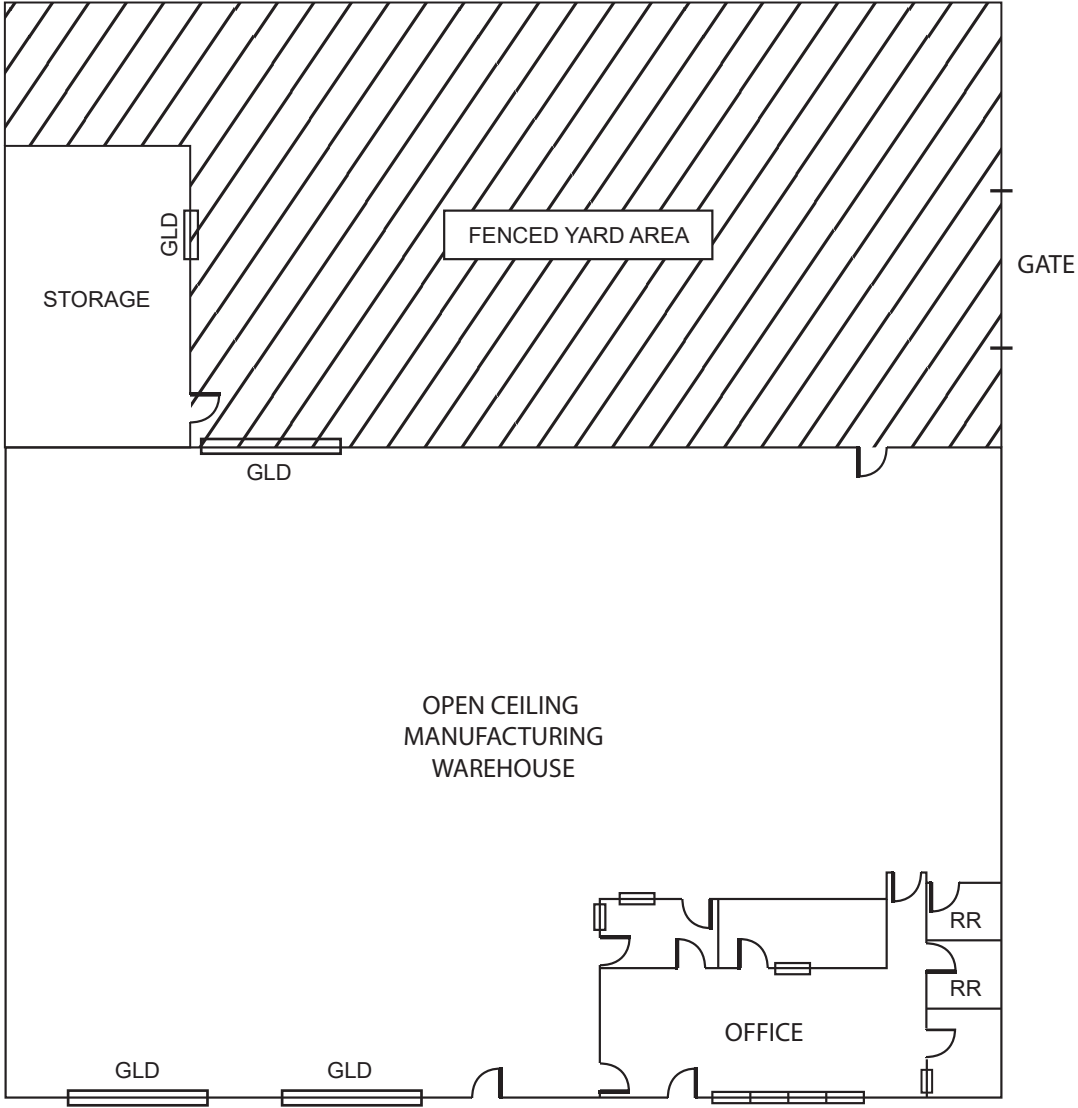 GLD
FENCED YARD AREA
GATE
STORAGE
GLD
OPEN CEILING
MANUFACTURING
WAREHOUSE
RR
RR
OFFICE
GLD
GLD